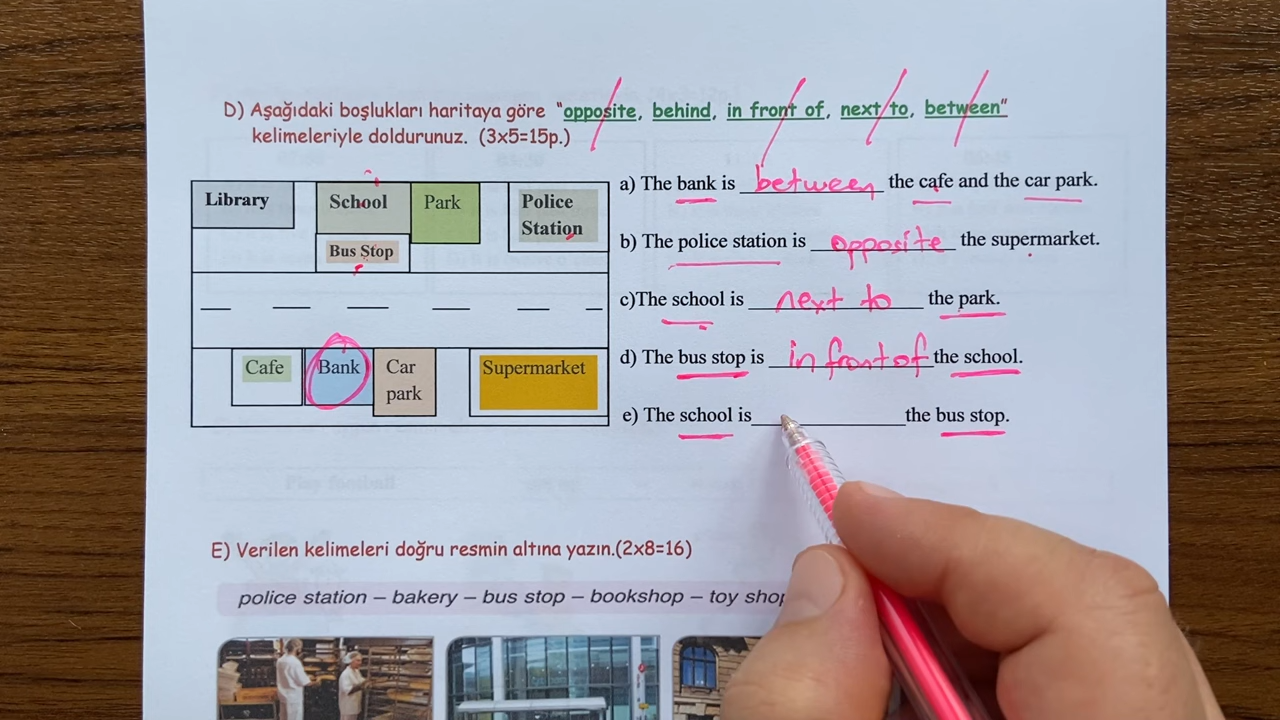 D) Aşağıdaki boşlukları haritaya göre "opposite, behind, in front of, next to, between"
kelimeleriyle doldurunuz. (3x5=15p.)
Library
School
Park
Police
Station
Bus Stop
Cafe
Bank
Car
park
Supermarket
a) The bank is between the cafe and the car park.
b) The police station is opposite the supermarket.
c)The school is next to the park.
d) The bus stop is in front of the school.
e) The school is____________the bus stop.
E) Verilen kelimeleri doğru resmin altına yazın.(2x8=16)
police station – bakery – bus stop – bookshop – toy shop